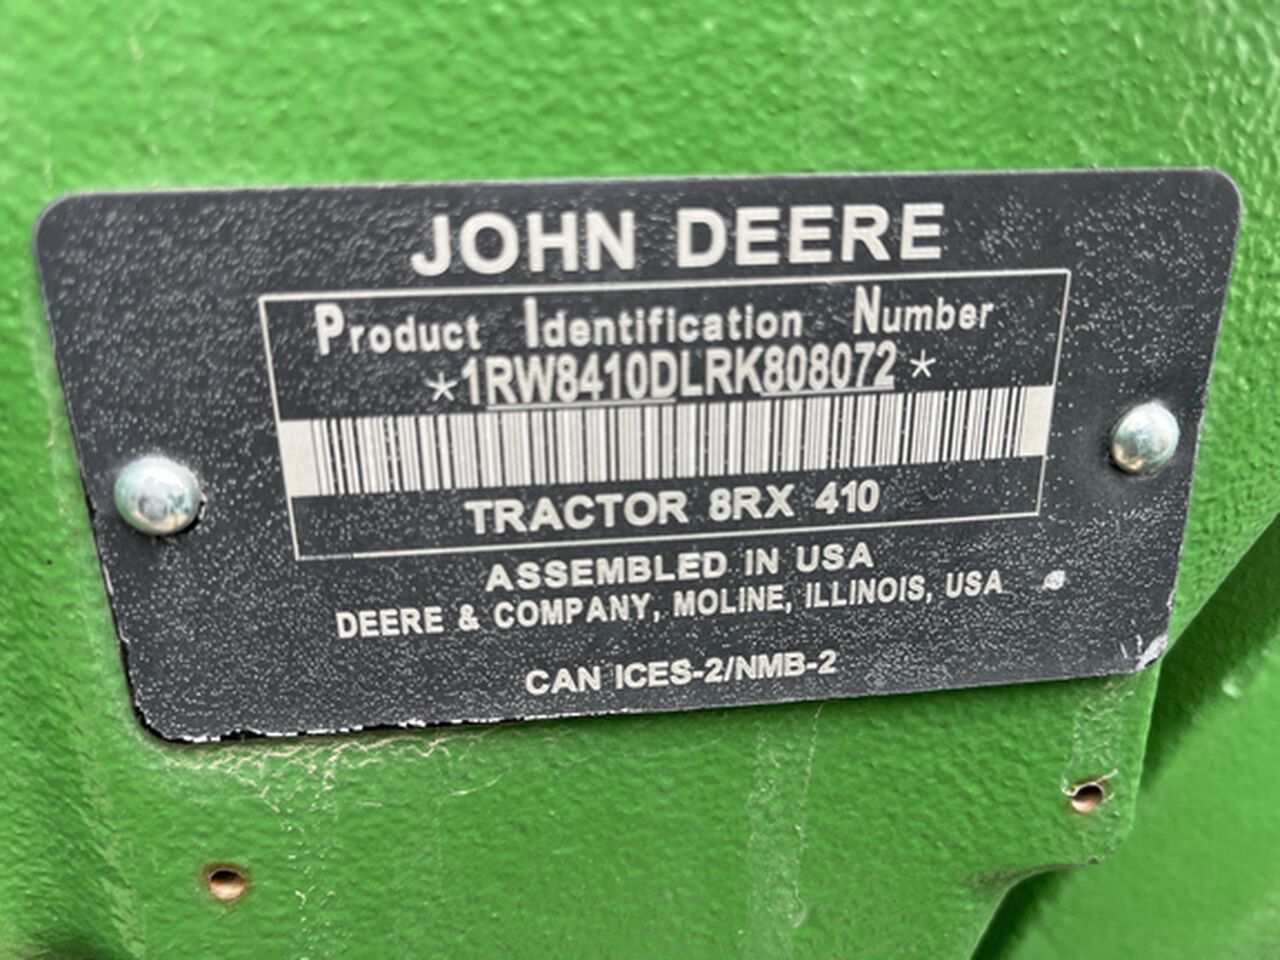 JOHN DEERE
Product Identification Number
*1RW8410DLRK808072*
TRACTOR 8RX 410
ASSEMBLED IN USA
DEERE & COMPANY, MOLINE, ILLINOIS, USA
CAN ICES-2/NMB-2